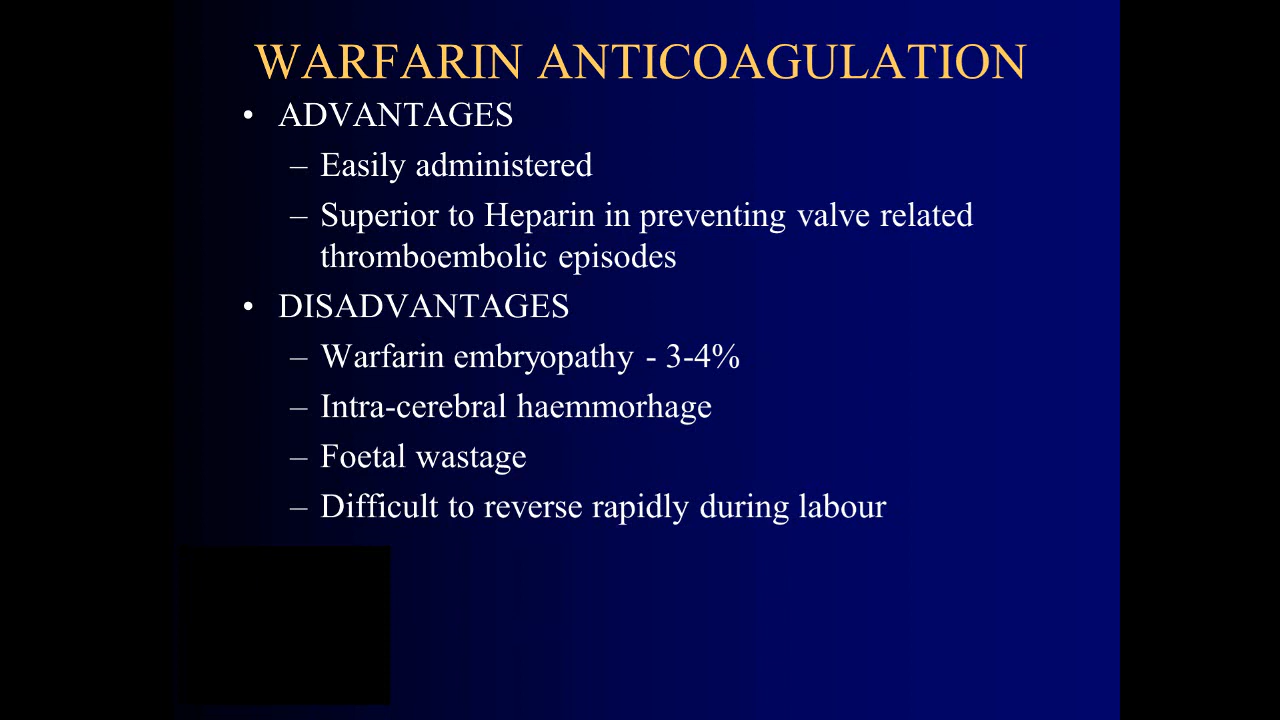 WARFARIN ANTICOAGULATION
• ADVANTAGES
– Easily administered
– Superior to Heparin in preventing valve related
thromboembolic episodes
• DISADVANTAGES
– Warfarin embryopathy - 3-4%
– Intra-cerebral haemmorhage
– Foetal wastage
– Difficult to reverse rapidly during labour